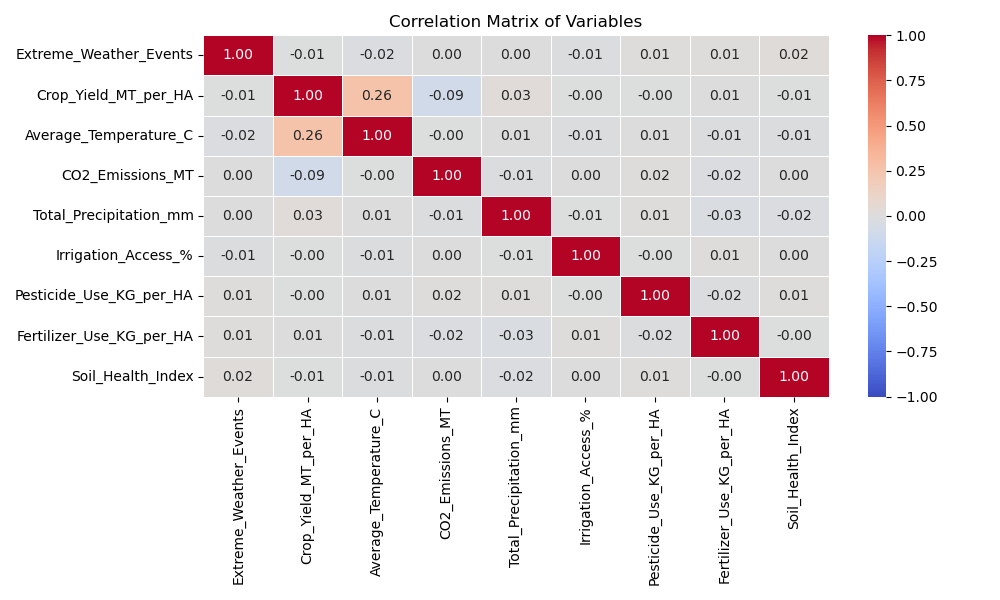 Correlation Matrix of Variables
Extreme_Weather_Events 1.00 -0.01 -0.02 0.00 0.00 -0.01 0.01 0.01 0.02
Crop_Yield_MT_per_HA -0.01 1.00 0.26 -0.09 0.03 -0.00 -0.00 0.01 -0.01
Average_Temperature_C -0.02 0.26 1.00 -0.00 0.01 -0.01 0.01 -0.01 -0.01
CO2_Emissions_MT 0.00 -0.09 -0.00 1.00 -0.01 0.00 0.02 -0.02 0.00
Total_Precipitation_mm 0.00 0.03 0.01 -0.01 1.00 -0.01 0.01 -0.03 -0.02
Irrigation_Access_% -0.01 -0.00 -0.01 0.00 -0.01 1.00 -0.00 0.01 0.00
Pesticide_Use_KG_per_HA 0.01 -0.00 0.01 0.02 0.01 -0.00 1.00 -0.02 0.01
Fertilizer_Use_KG_per_HA 0.01 0.01 -0.01 -0.02 -0.03 0.01 -0.02 1.00 -0.00
Soil_Health_Index 0.02 -0.01 -0.01 0.00 -0.02 0.00 0.01 -0.00 1.00
Extreme_Weather_Events
Crop_Yield_MT_per_HA
Average_Temperature_C
CO2_Emissions_MT
Total_Precipitation_mm
Irrigation_Access_%
Pesticide_Use_KG_per_HA
Fertilizer_Use_KG_per_HA
Soil_Health_Index
1.00
0.75
0.50
0.25
0.00
−0.25
−0.50
−0.75
−1.00